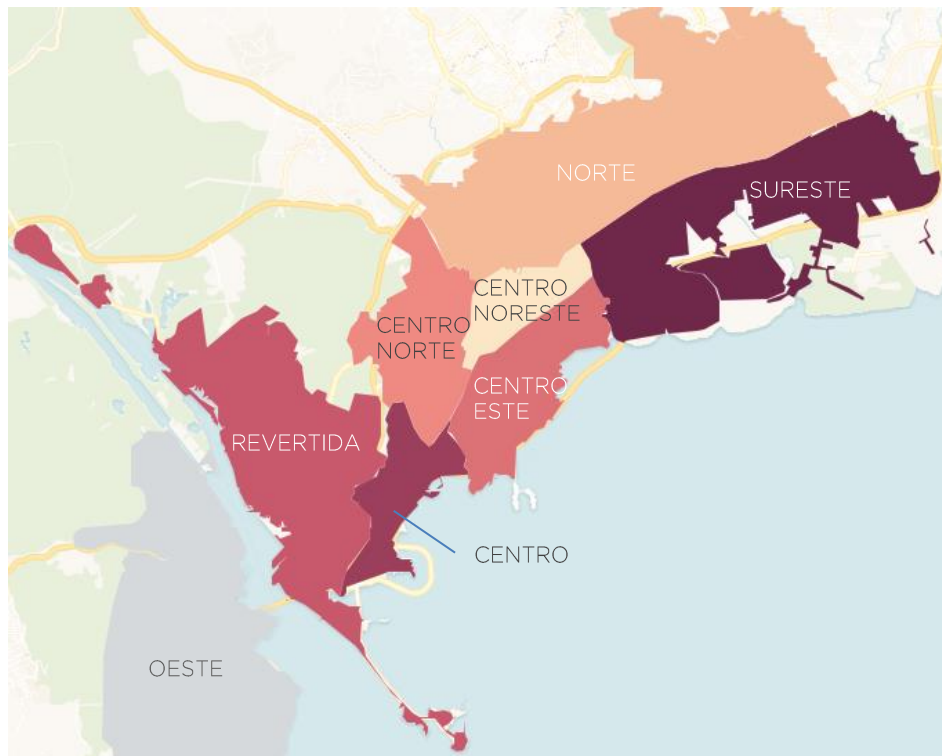 NORTE
SURESTE
CENTRO
NORESTE
CENTRO
NORTE
CENTRO
ESTE
REVERTIDA
CENTRO
OESTE